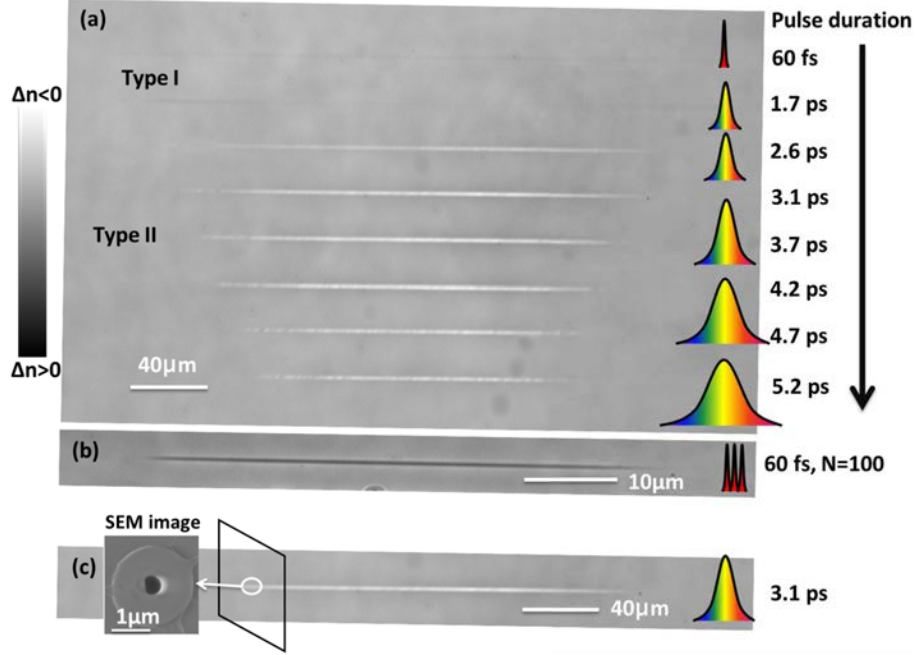 (a)
Pulse duration
60 fs
Type I
Δn<0
1.7 ps
2.6 ps
3.1 ps
Type II
3.7 ps
4.2 ps
4.7 ps
Δn>0
40μm
5.2 ps
(b)
60 fs, N=100
10μm
SEM image
(c)
3.1 ps
1μm
40μm